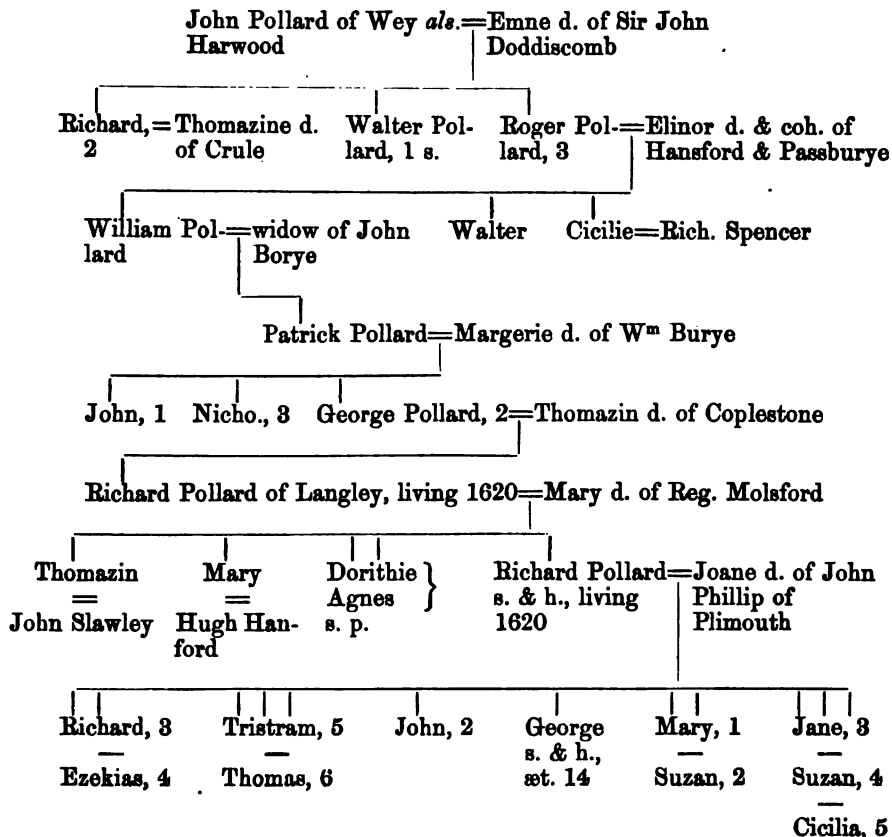 John Pollard of Wey als.=Emne d. of Sir John
Harwood Doddiscomb
Richard,=Thomazine d. Walter Pol- Roger Pol-=Elinor d. & coh. of
2 of Crule lard, 1 s. lard, 3 Hansford & Passburye
William Pol-=widow of John Walter Cicilie=Rich. Spencer
lard Borye
Patrick Pollard=Margerie d. of Wm Burye
John, 1 Nicho., 3 George Pollard, 2=Thomazin d. of Coplestone
Richard Pollard of Langley, living 1620=Mary d. of Reg. Molsford
Thomazin Mary Dorithie } Richard Pollard=Joane d. of John
= = Agnes s. & h., living Phillip of
John Slawley Hugh Han- s. p. 1620 Plimouth
ford
Richard, 3 Tristram, 5 John, 2 George Mary, 1 Jane, 3
— — s. & h., — —
Ezekias, 4 Thomas, 6 æt. 14 Suzan, 2 Suzan, 4
—
Cicilia, 5